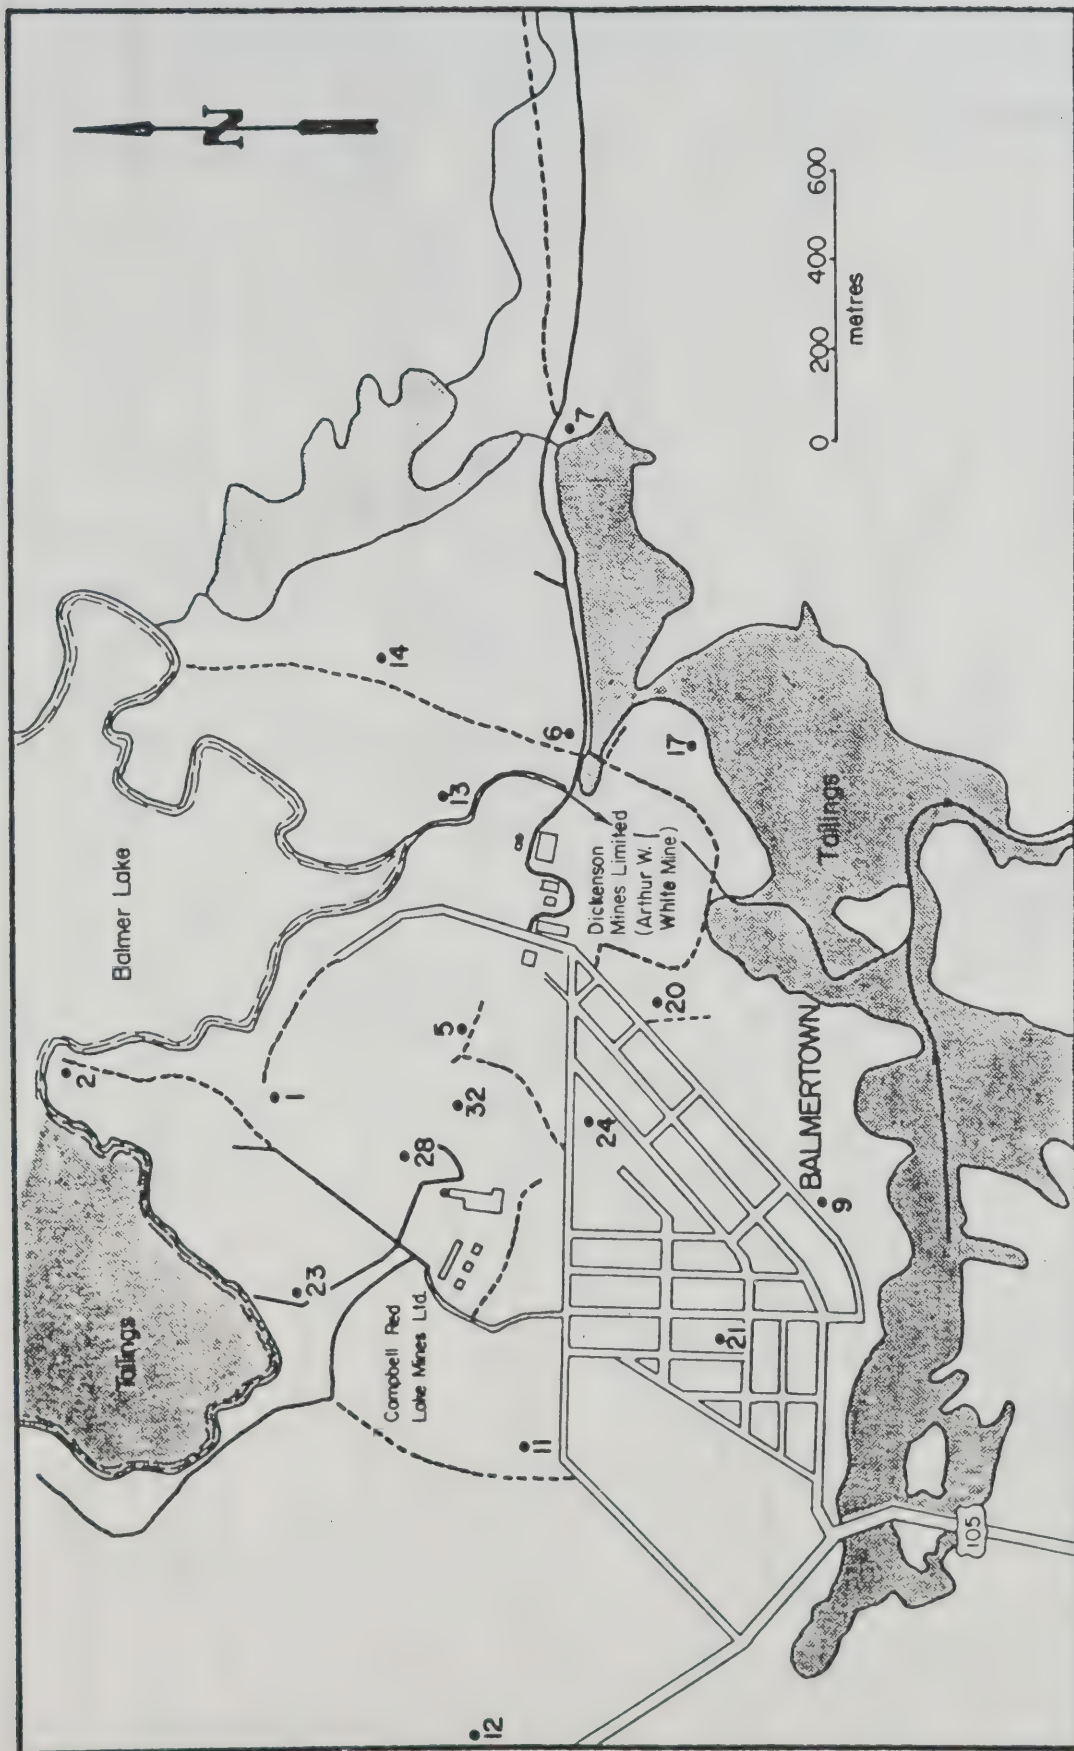 N
Balmer Lake
Tailings
2
1
23
28
5
32
13
14
6
7
17
Campbell Red
Lake Mines Ltd.
Dickenson
Mines Limited
(Arthur W.
White Mine)
11
12
24
20
21
9
BALMERTOWN
Tailings
105
0 200 400 600
metres